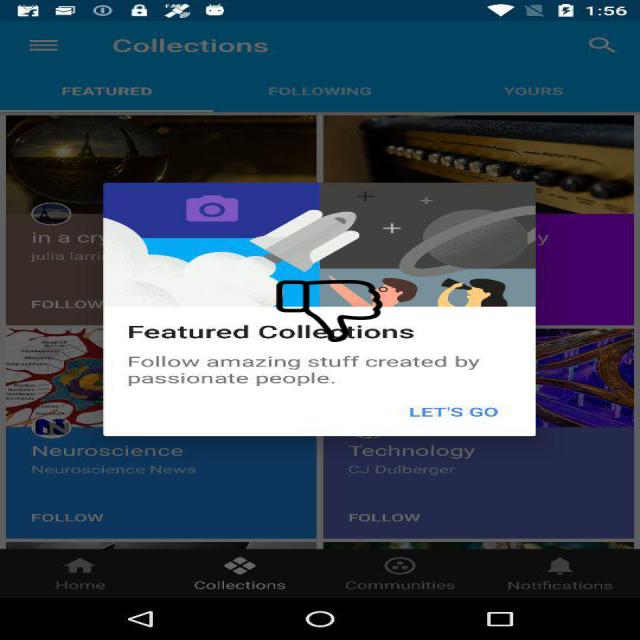 1:56
Collections
FEATURED
FOLLOWING
YOURS
in a cry
y
julia larri
FOLLOW
Featured Collections
Follow amazing stuff created by
passionate people.
LET'S GO
Neuroscience
Technology
Neuroscience News
CJ Dulberger
FOLLOW
FOLLOW
Home
Collections
Communities
Notifications